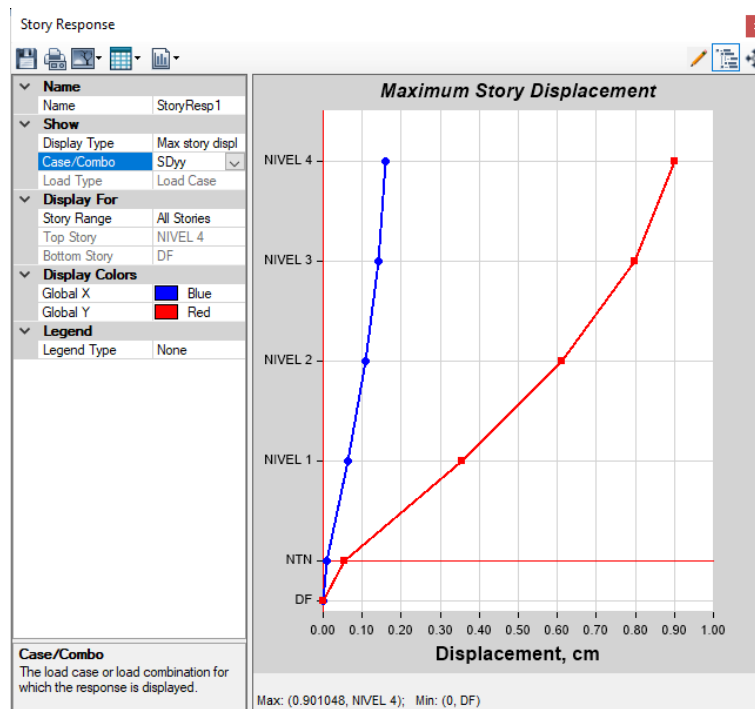 Story Response
Name
Name StoryResp1
Show
Display Type Max story displ
Case/Combo SDyy
Load Type Load Case
Display For
Story Range All Stories
Top Story NIVEL 4
Bottom Story DF
Display Colors
Global X Blue
Global Y Red
Legend
Legend Type None
Case/Combo
The load case or load combination for
which the response is displayed.
Maximum Story Displacement
NIVEL 4
NIVEL 3
NIVEL 2
NIVEL 1
NTN
DF
0.00 0.10 0.20 0.30 0.40 0.50 0.60 0.70 0.80 0.90 1.00
Displacement, cm
Max: (0.901048, NIVEL 4); Min: (0, DF)